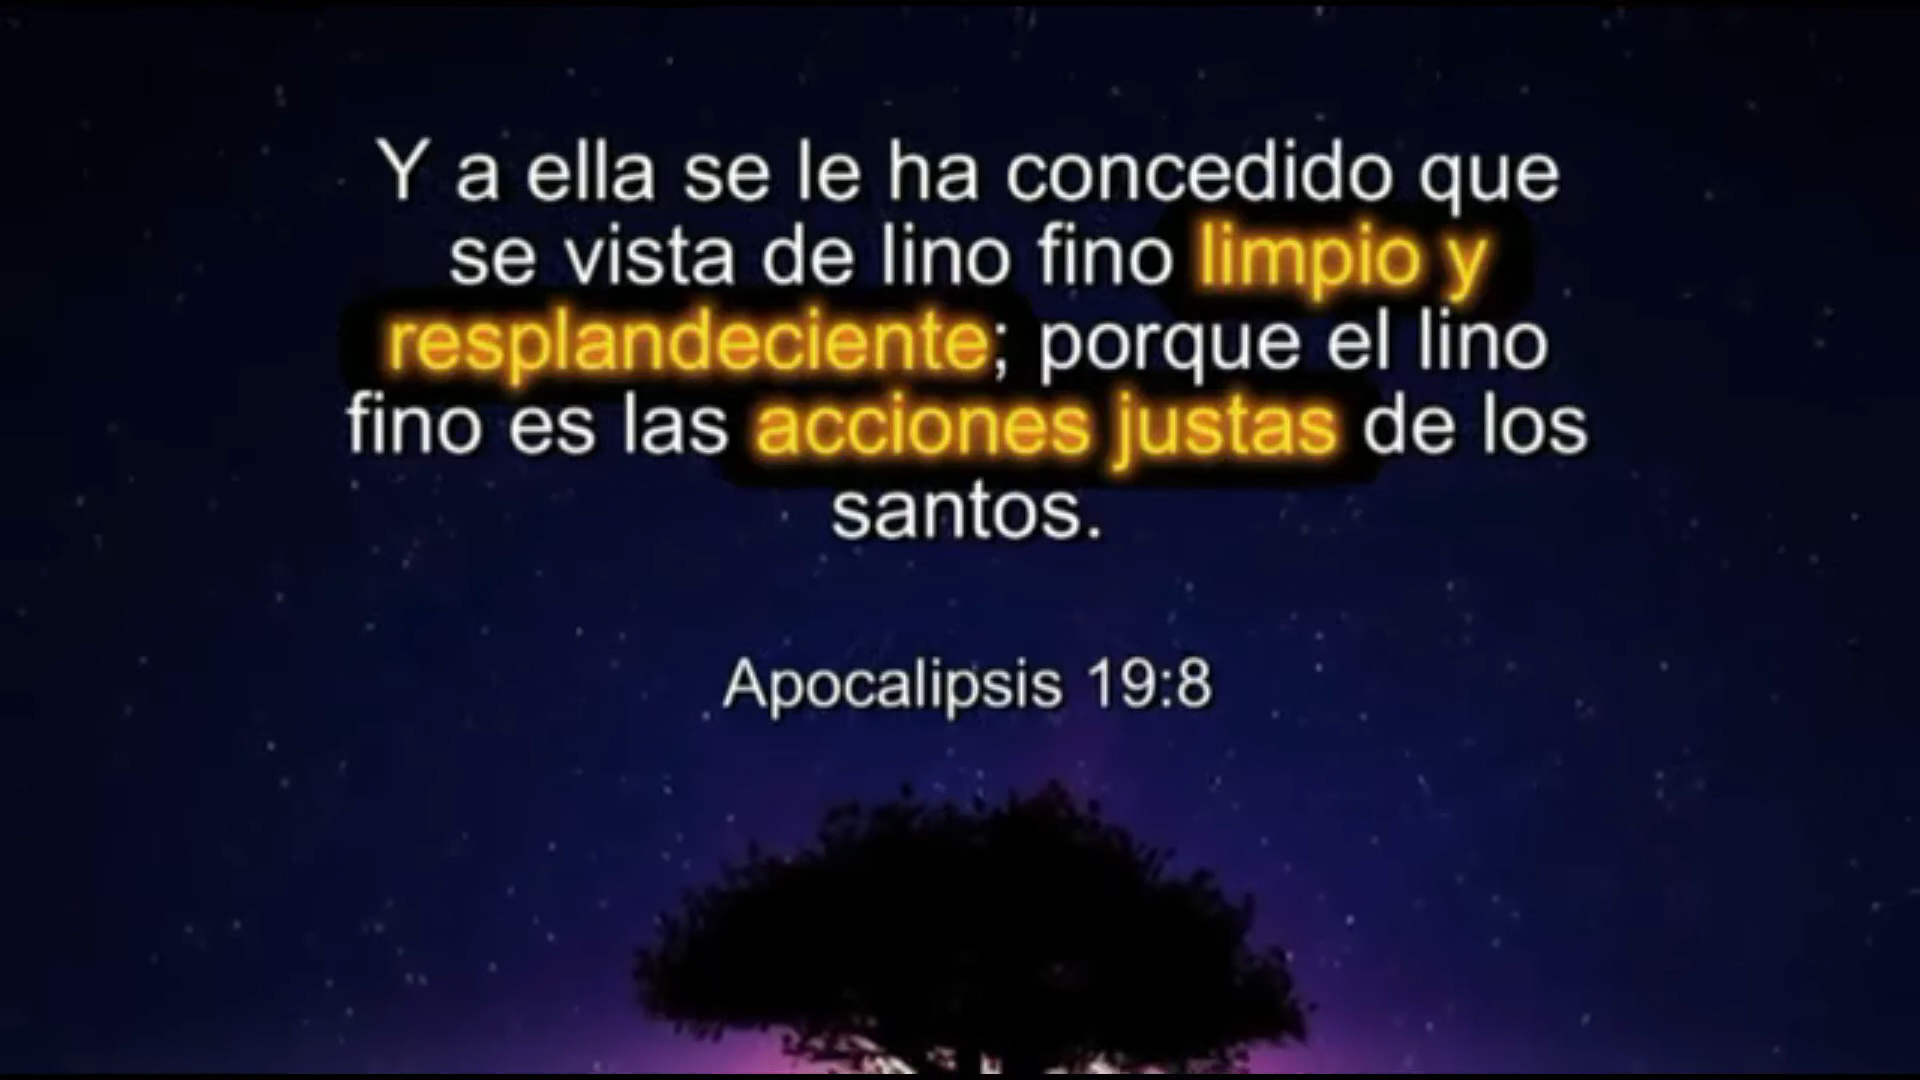 Y a ella se le ha concedido que
se vista de lino fino limpio y
resplandeciente; porque el lino
fino es las acciones justas de los
santos.
Apocalipsis 19:8